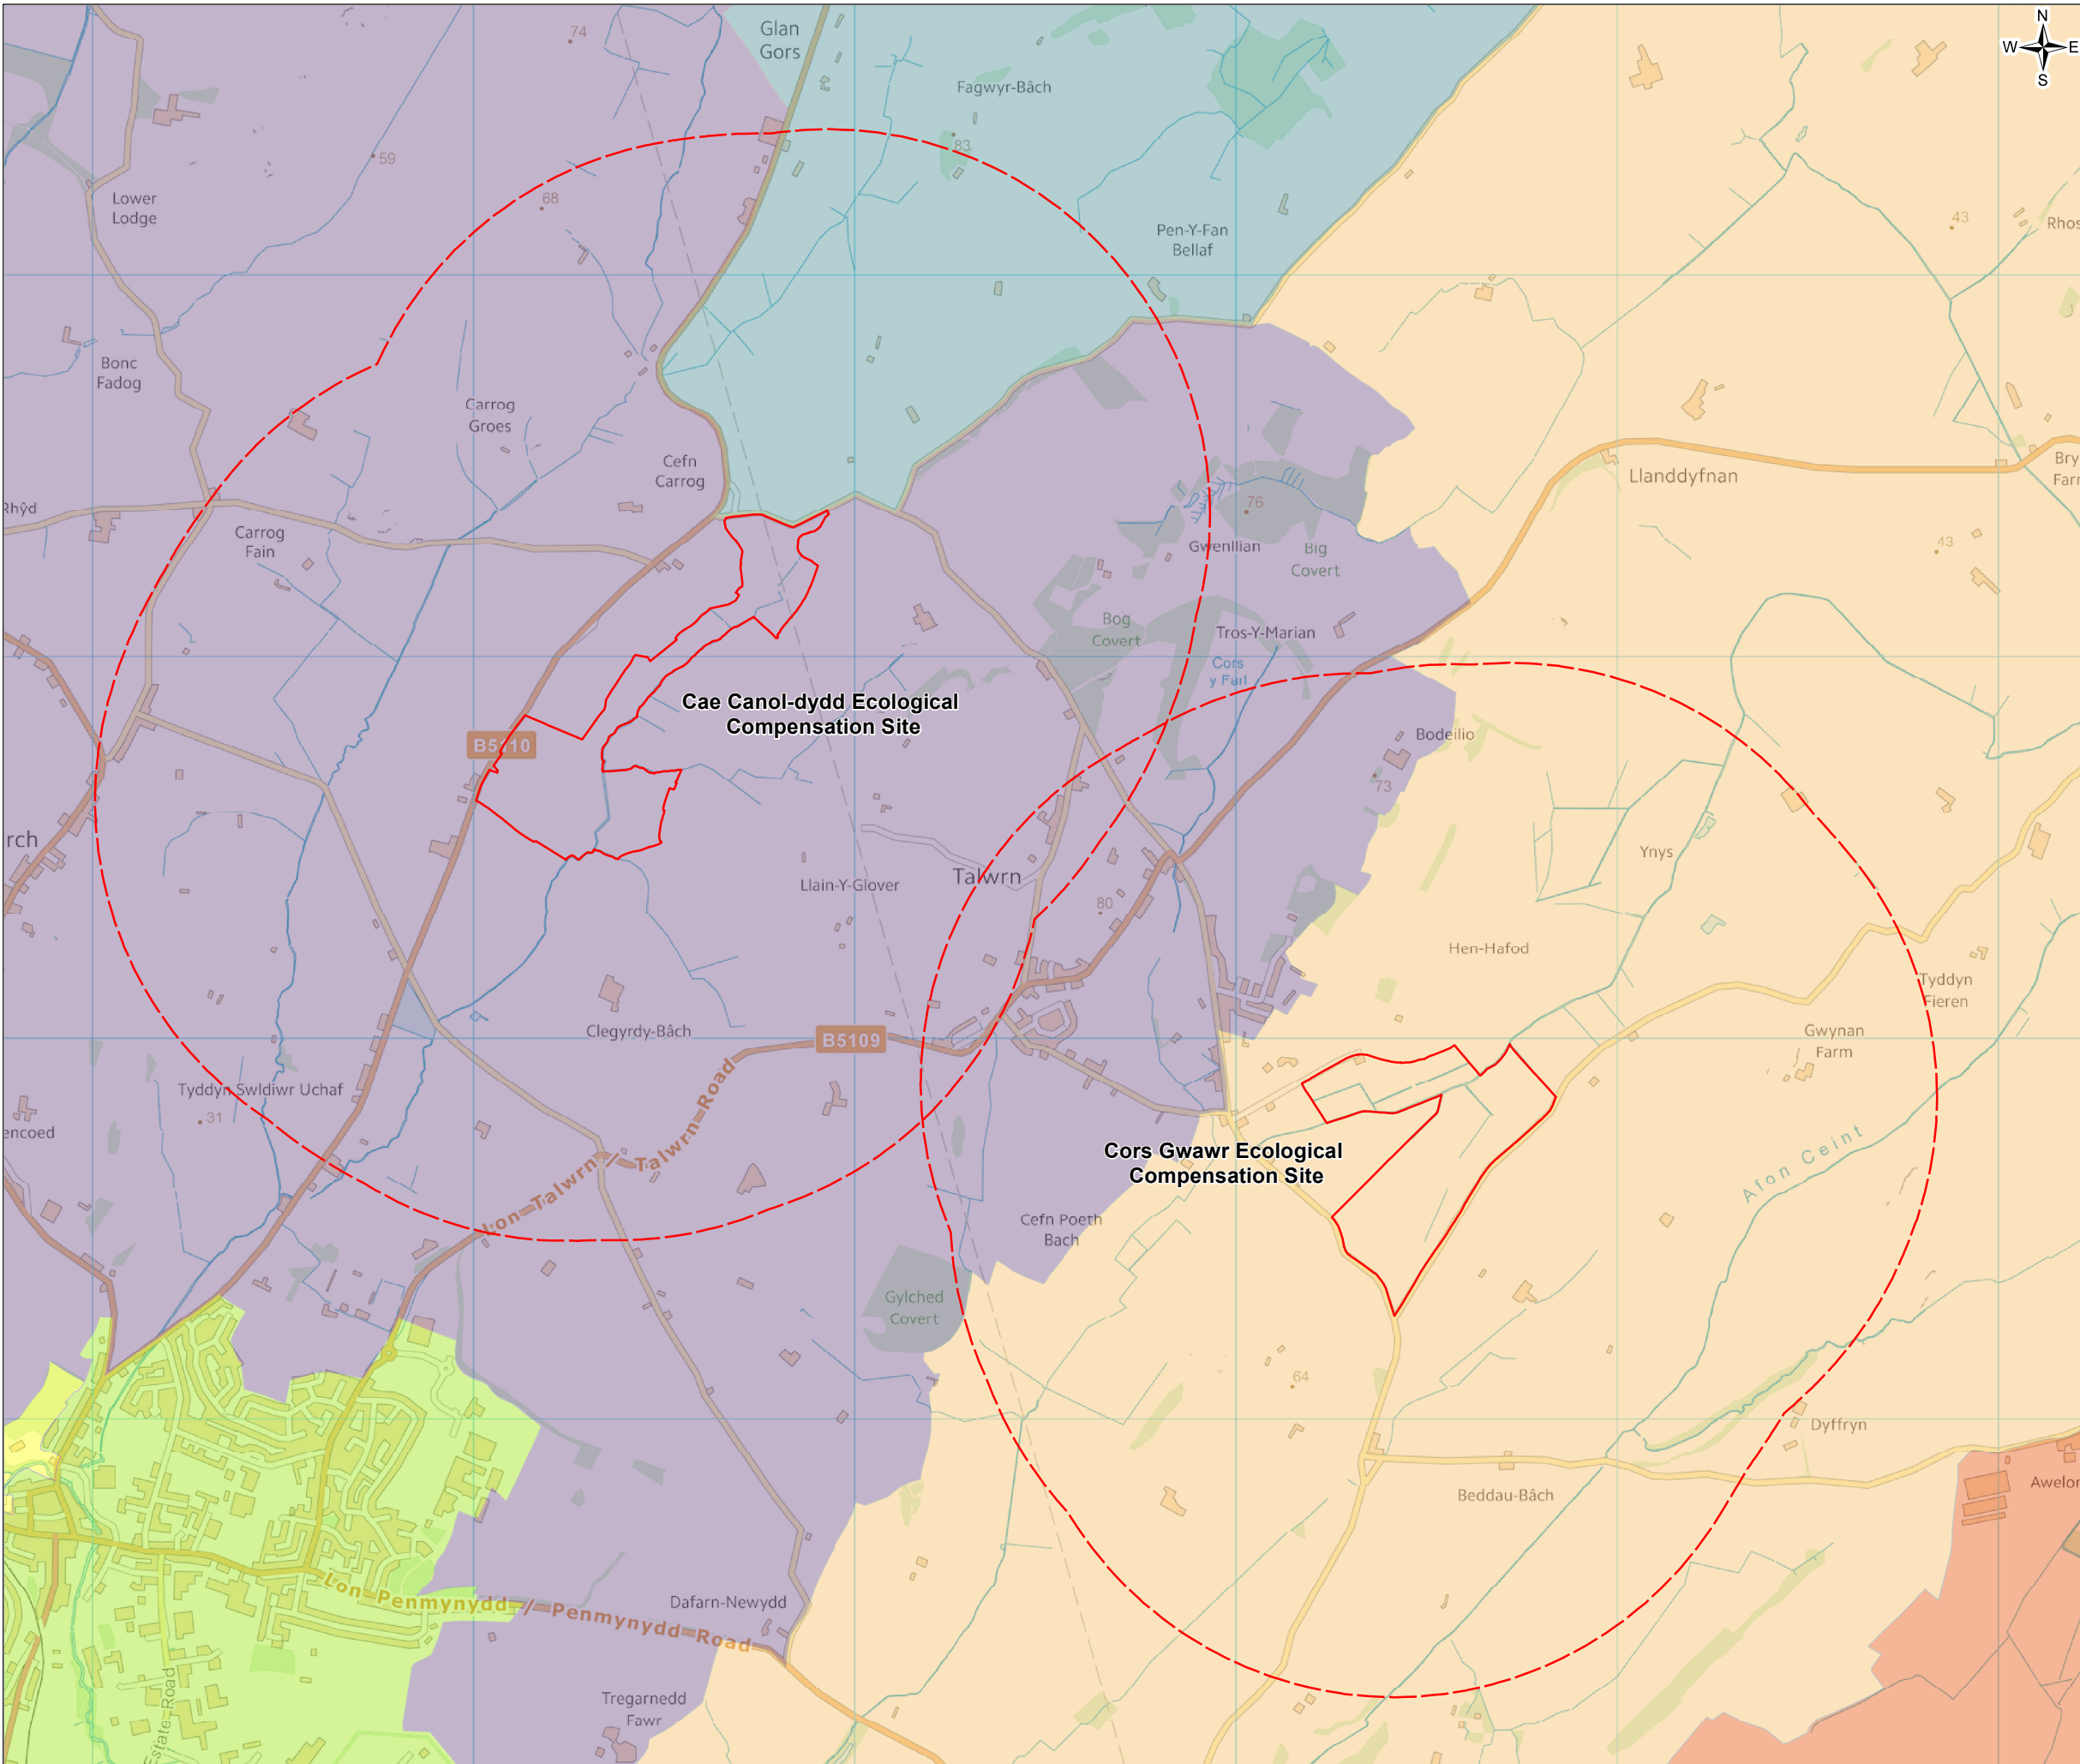 N
W E
S
74
Glan
Gors
Fagwyr-Bâch
83
59
68
Lower
Lodge
Pen-Y-Fan
Bellaf
43
Rhos
Bonc
Fadog
Carrog
Groes
Cefn
Carrog
Llanddyfnan
Bry
Farm
Rhŷd
Carrog
Fain
76
Gwenllian
Big
Covert
43
Bog
Covert
Tros-Y-Marian
Cors
y Farl
Cae Canol-dydd Ecological
Compensation Site
B5110
Bodeilio
73
rch
Ynys
Llain-Y-Glover
Talwrn
80
Hen-Hafod
Tyddyn
Fieren
Clegyrdy-Bâch
B5109
Gwynan
Farm
Tyddyn Swldiwr Uchaf
31
encoed
Lon Talwrn / Talwrn Road
Cors Gwawr Ecological
Compensation Site
Afon Ceint
Cefn Poeth
Bach
Gylched
Covert
64
Dyffryn
Beddau-Bâch
Awelon
Lon Penmynydd / Penmynydd Road
Dafarn-Newydd
Estate Road
Tregarnedd
Fawr